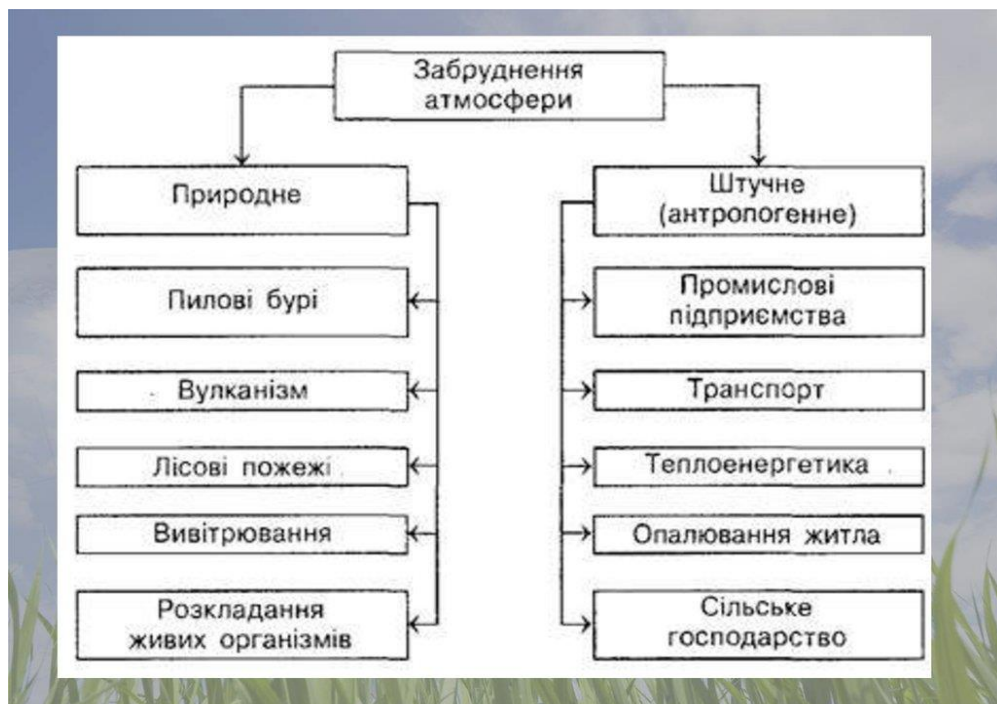 Забруднення
атмосфери
Природне
Штучне
(антропогенне)
Пилові бурі
Промислові
підприємства
Вулканізм
Транспорт
Лісові пожежі
Теплоенергетика
Вивітрювання
Опалювання житла
Розкладання
живих організмів
Сільське
господарство